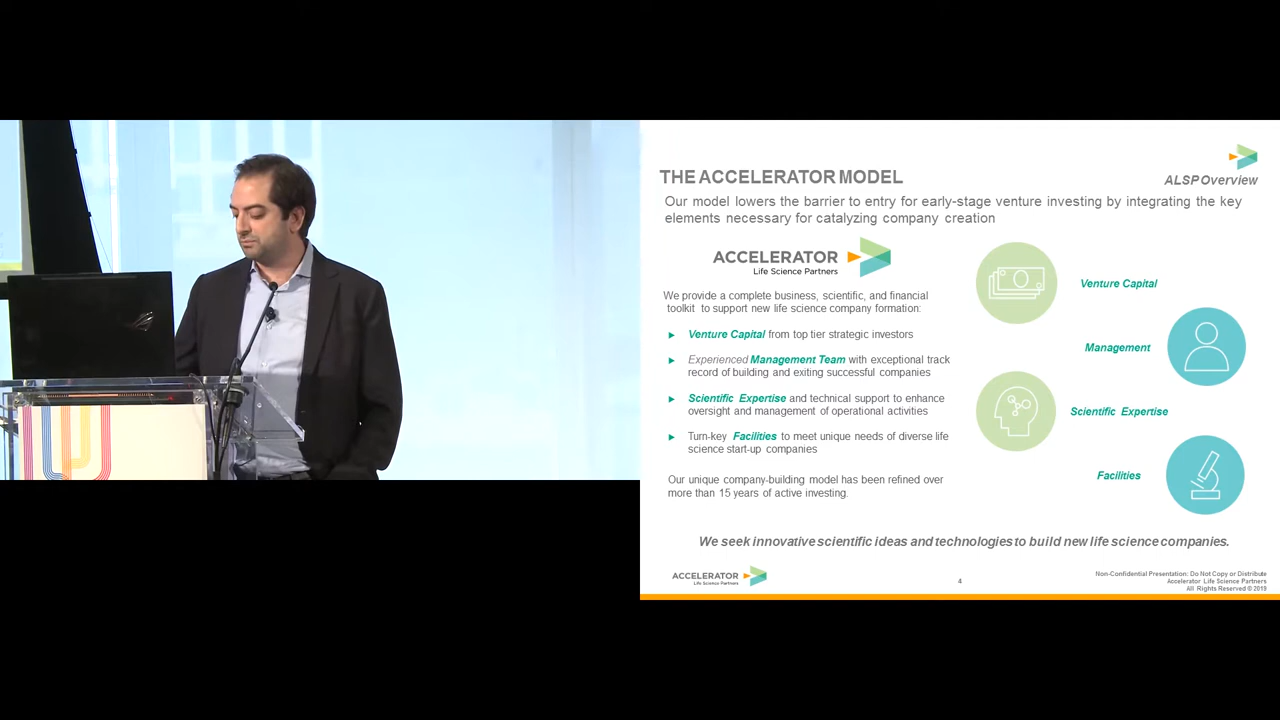 THE ACCELERATOR MODEL
ALSP Overview
Our model lowers the barrier to entry for early-stage venture investing by integrating the key
elements necessary for catalyzing company creation
ACCELERATOR
Life Science Partners
We provide a complete business, scientific, and financial
toolkit to support new life science company formation:
► Venture Capital from top tier strategic investors
► Experienced Management Team with exceptional track
record of building and exiting successful companies
► Scientific Expertise and technical support to enhance
oversight and management of operational activities
► Turn-key Facilities to meet unique needs of diverse life
science start-up companies
Our unique company-building model has been refined over
more than 15 years of active investing.
Venture Capital
Management
Scientific Expertise
Facilities
We seek innovative scientific ideas and technologies to build new life science companies.
ACCELERATOR
Life Science Partners
4
Non-Confidential Presentation: Do Not Copy or Distribute
Accelerator Life Science Partners
All Rights Reserved © 2019